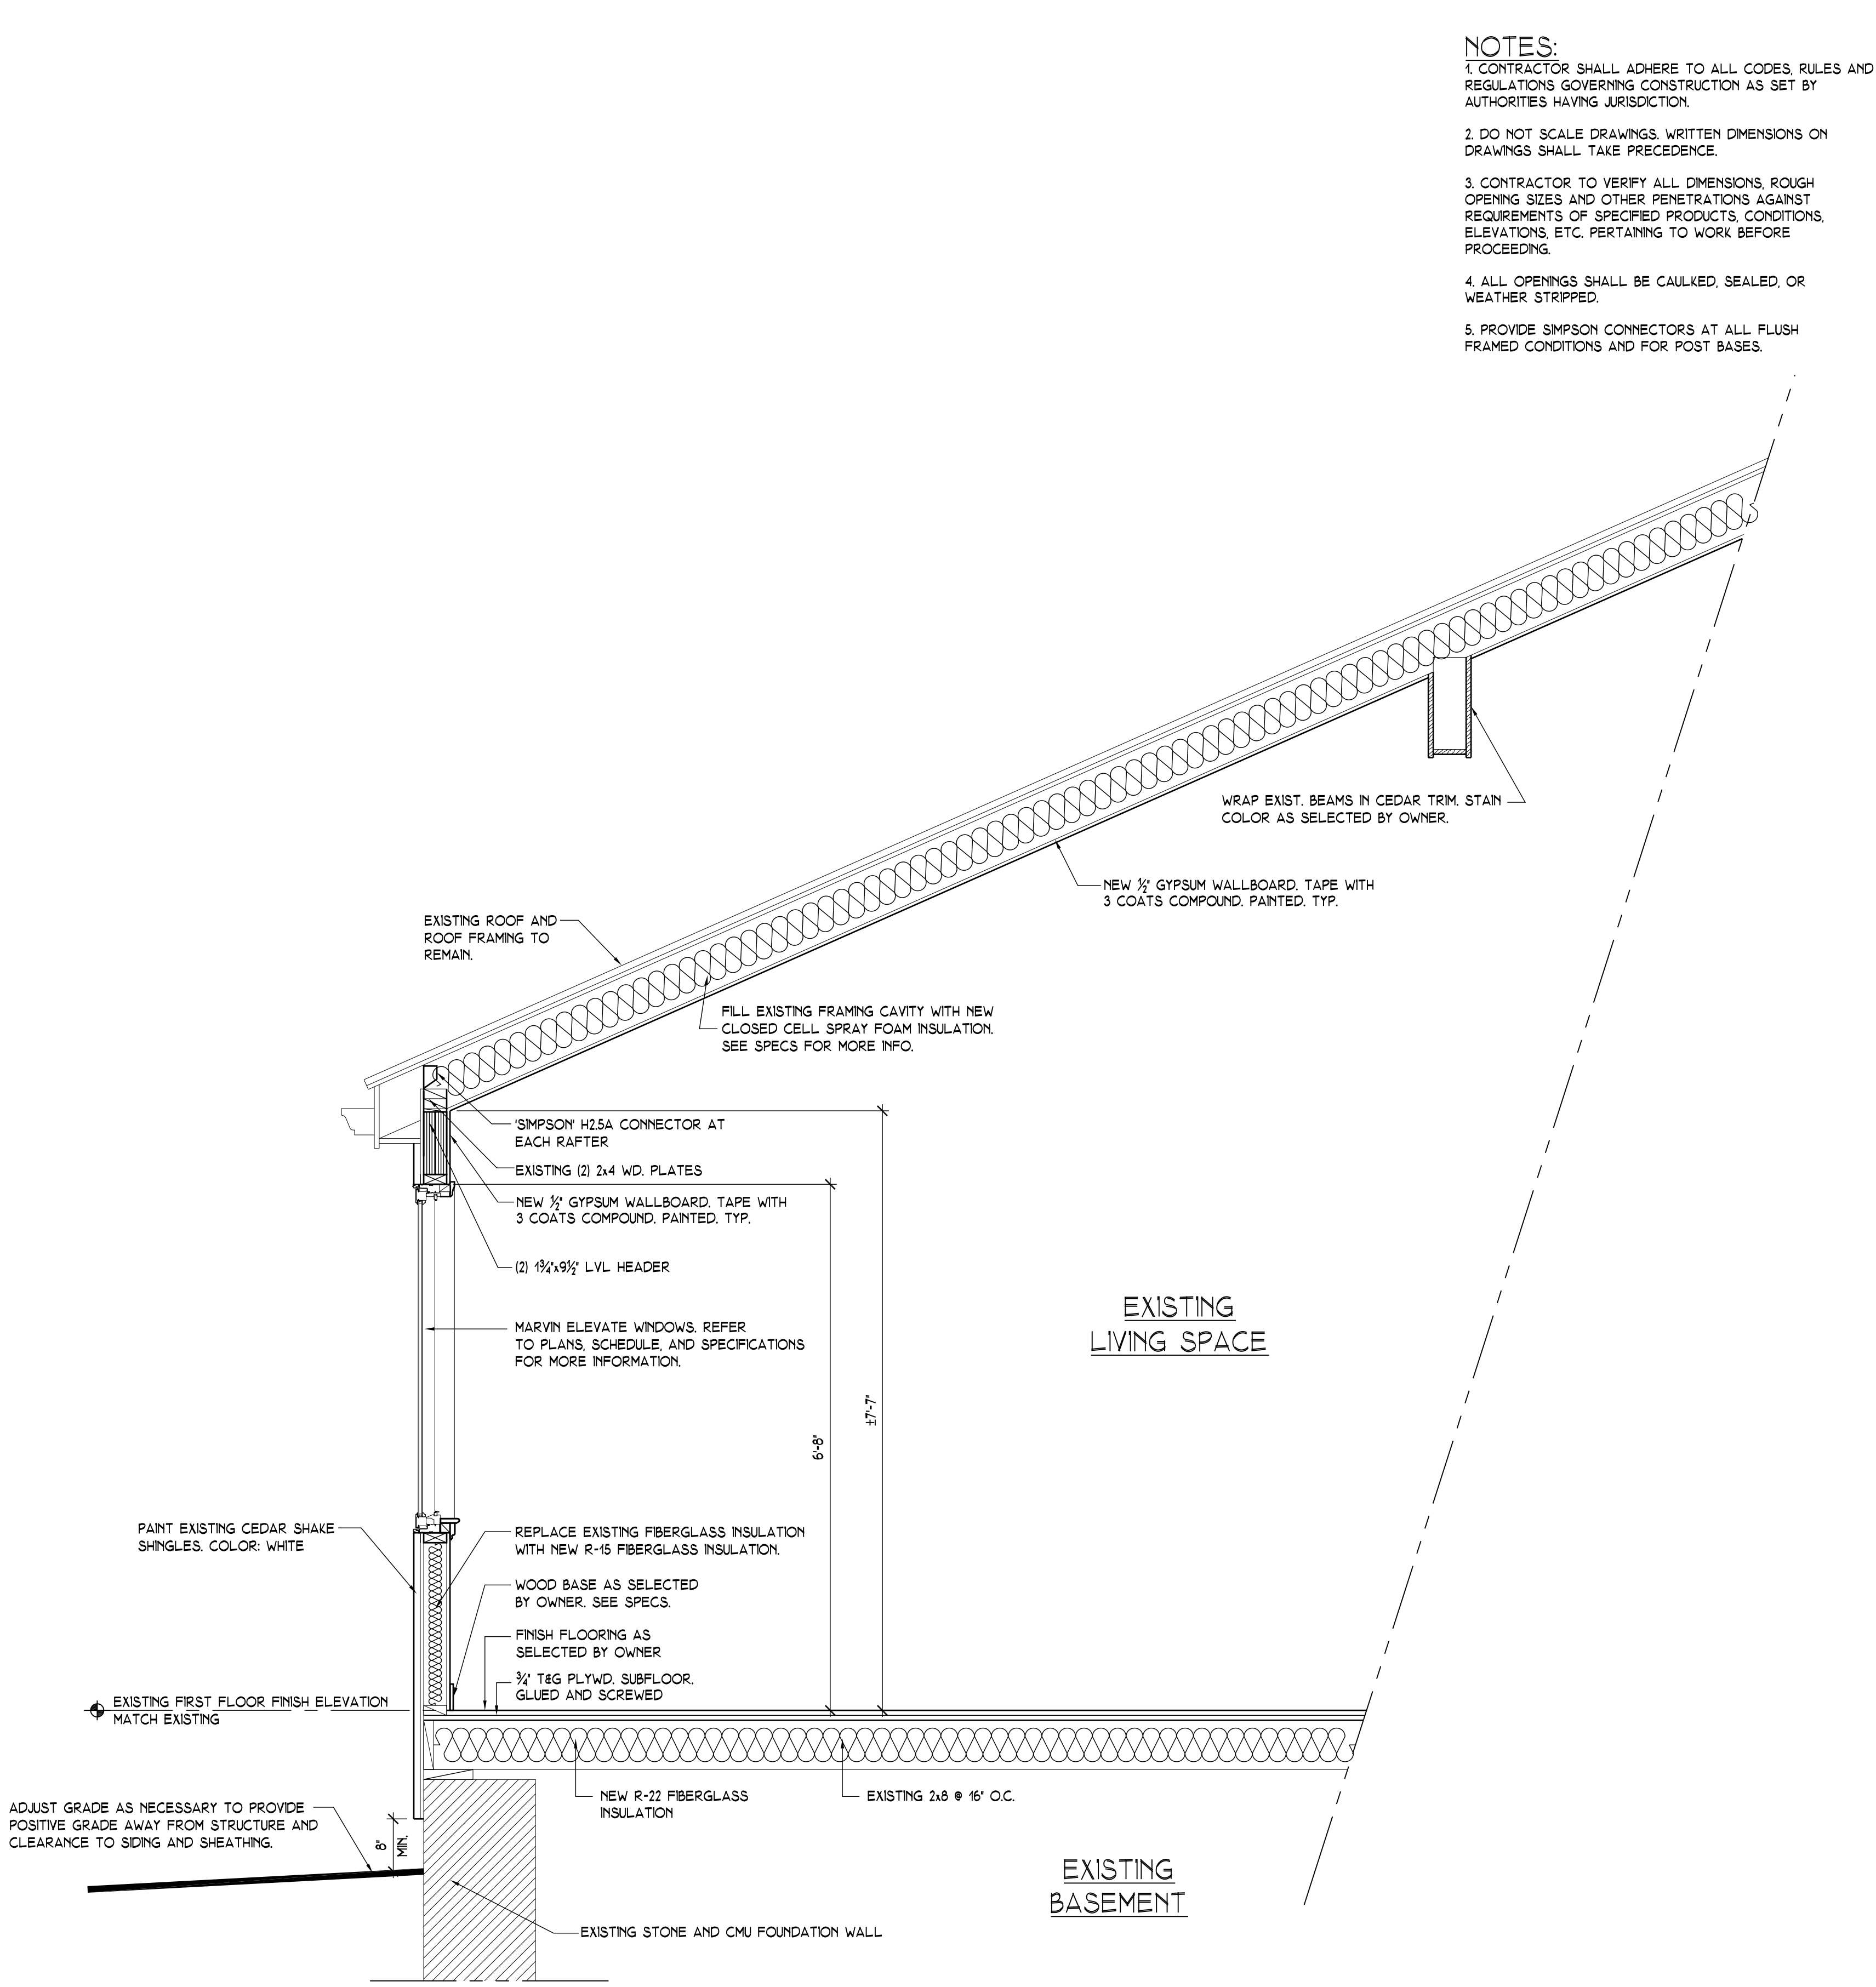 NOTES:
1. CONTRACTOR SHALL ADHERE TO ALL CODES, RULES AND
REGULATIONS GOVERNING CONSTRUCTION AS SET BY
AUTHORITIES HAVING JURISDICTION.
2. DO NOT SCALE DRAWINGS. WRITTEN DIMENSIONS ON
DRAWINGS SHALL TAKE PRECEDENCE.
3. CONTRACTOR TO VERIFY ALL DIMENSIONS, ROUGH
OPENING SIZES AND OTHER PENETRATIONS AGAINST
REQUIREMENTS OF SPECIFIED PRODUCTS, CONDITIONS,
ELEVATIONS, ETC. PERTAINING TO WORK BEFORE
PROCEEDING.
4. ALL OPENINGS SHALL BE CAULKED, SEALED, OR
WEATHER STRIPPED.
5. PROVIDE SIMPSON CONNECTORS AT ALL FLUSH
FRAMED CONDITIONS AND FOR POST BASES.
WRAP EXIST. BEAMS IN CEDAR TRIM. STAIN
COLOR AS SELECTED BY OWNER.
NEW ½" GYPSUM WALLBOARD. TAPE WITH
3 COATS COMPOUND. PAINTED. TYP.
EXISTING ROOF AND
ROOF FRAMING TO
REMAIN.
FILL EXISTING FRAMING CAVITY WITH NEW
CLOSED CELL SPRAY FOAM INSULATION.
SEE SPECS FOR MORE INFO.
'SIMPSON' H2.5A CONNECTOR AT
EACH RAFTER
EXISTING (2) 2x4 WD. PLATES
NEW ½" GYPSUM WALLBOARD. TAPE WITH
3 COATS COMPOUND. PAINTED. TYP.
(2) 1¾"x9½" LVL HEADER
MARVIN ELEVATE WINDOWS. REFER
TO PLANS, SCHEDULE, AND SPECIFICATIONS
FOR MORE INFORMATION.
EXISTING
LIVING SPACE
±7'-7"
6'-8"
PAINT EXISTING CEDAR SHAKE
SHINGLES. COLOR: WHITE
REPLACE EXISTING FIBERGLASS INSULATION
WITH NEW R-15 FIBERGLASS INSULATION.
WOOD BASE AS SELECTED
BY OWNER. SEE SPECS.
FINISH FLOORING AS
SELECTED BY OWNER
¾" T&G PLYWD. SUBFLOOR.
GLUED AND SCREWED
EXISTING FIRST FLOOR FINISH ELEVATION
MATCH EXISTING
NEW R-22 FIBERGLASS
INSULATION
EXISTING 2x8 @ 16" O.C.
ADJUST GRADE AS NECESSARY TO PROVIDE
POSITIVE GRADE AWAY FROM STRUCTURE AND
CLEARANCE TO SIDING AND SHEATHING.
8"
MIN.
EXISTING
BASEMENT
EXISTING STONE AND CMU FOUNDATION WALL